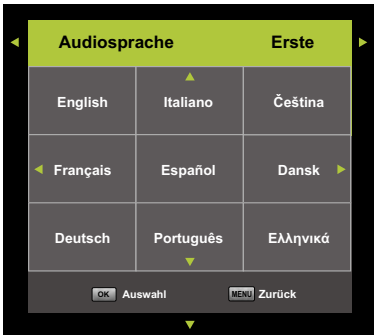 Audiosprache Erste
English Italiano Čeština
Français Español Dansk
Deutsch Português Ελληνικά
OK Auswahl MENU Zurück